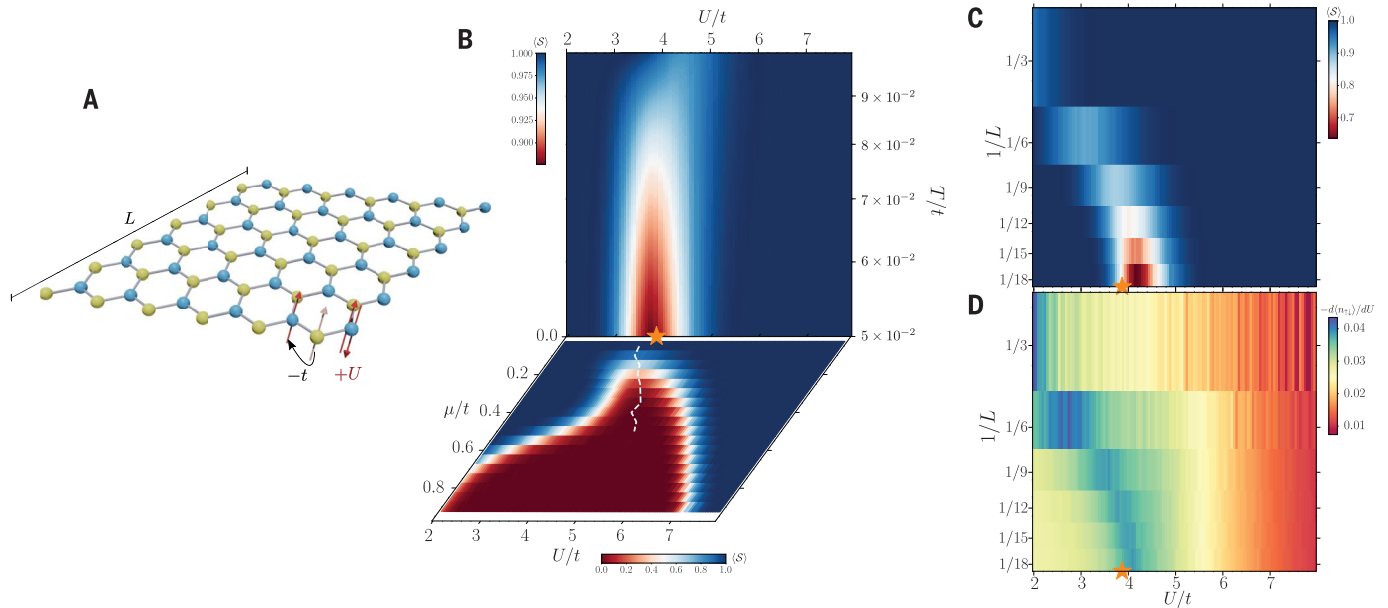 A
L
−t
+U
B
U/t
2 3 4 5 6 7
⟨S⟩
1.000
0.975
0.950
0.925
0.900
9 × 10⁻²
8 × 10⁻²
7 × 10⁻²
6 × 10⁻²
5 × 10⁻²
T/t
0.0
0.2
0.4
0.6
0.8
μ/t
2 3 4 5 6 7
U/t
0.0 0.2 0.4 0.6 0.8 1.0
⟨S⟩
C
1/3
1/6
1/9
1/12
1/15
1/18
1/L
⟨S⟩
1.0
0.9
0.8
0.7
D
1/3
1/6
1/9
1/12
1/15
1/18
1/L
2 3 4 5 6 7
U/t
−d⟨n↑↓⟩/dU
0.04
0.03
0.02
0.01